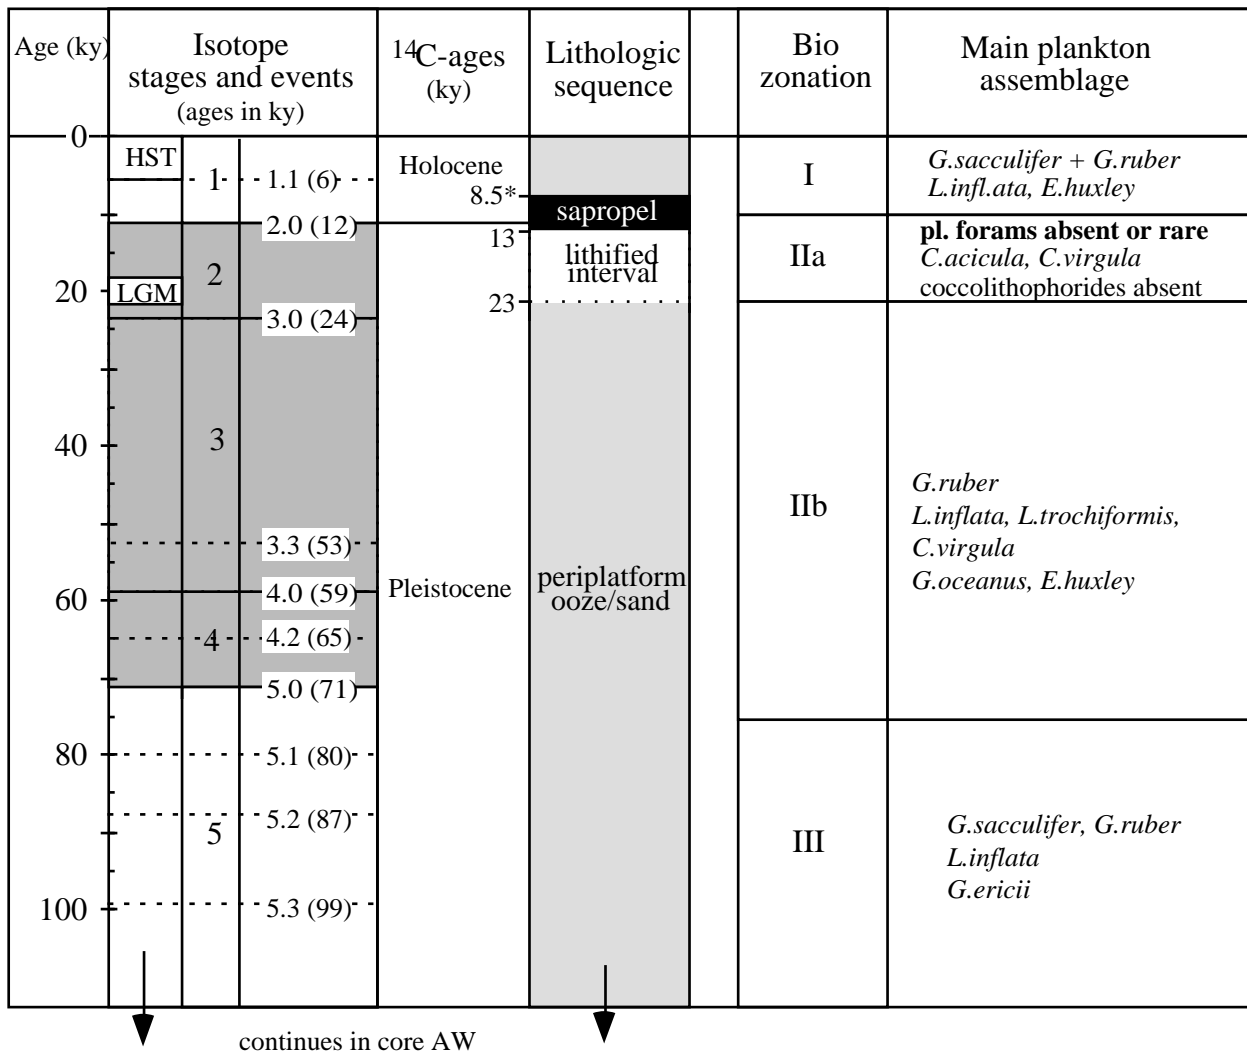 Age (ky)
Isotope
stages and events
(ages in ky)
14C-ages
(ky)
Lithologic
sequence
Bio
zonation
Main plankton
assemblage
0
20
40
60
80
100
HST
LGM
1
2
3
4
5
1.1 (6)
2.0 (12)
3.0 (24)
3.3 (53)
4.0 (59)
4.2 (65)
5.0 (71)
5.1 (80)
5.2 (87)
5.3 (99)
Holocene
8.5*
13
23
Pleistocene
sapropel
lithified
interval
periplatform
ooze/sand
I
IIa
IIb
III
G.sacculifer + G.ruber
L.infl.ata, E.huxley
pl. forams absent or rare
C.acicula, C.virgula
coccolithophorides absent
G.ruber
L.inflata, L.trochiformis,
C.virgula
G.oceanus, E.huxley
G.sacculifer, G.ruber
L.inflata
G.ericii
continues in core AW